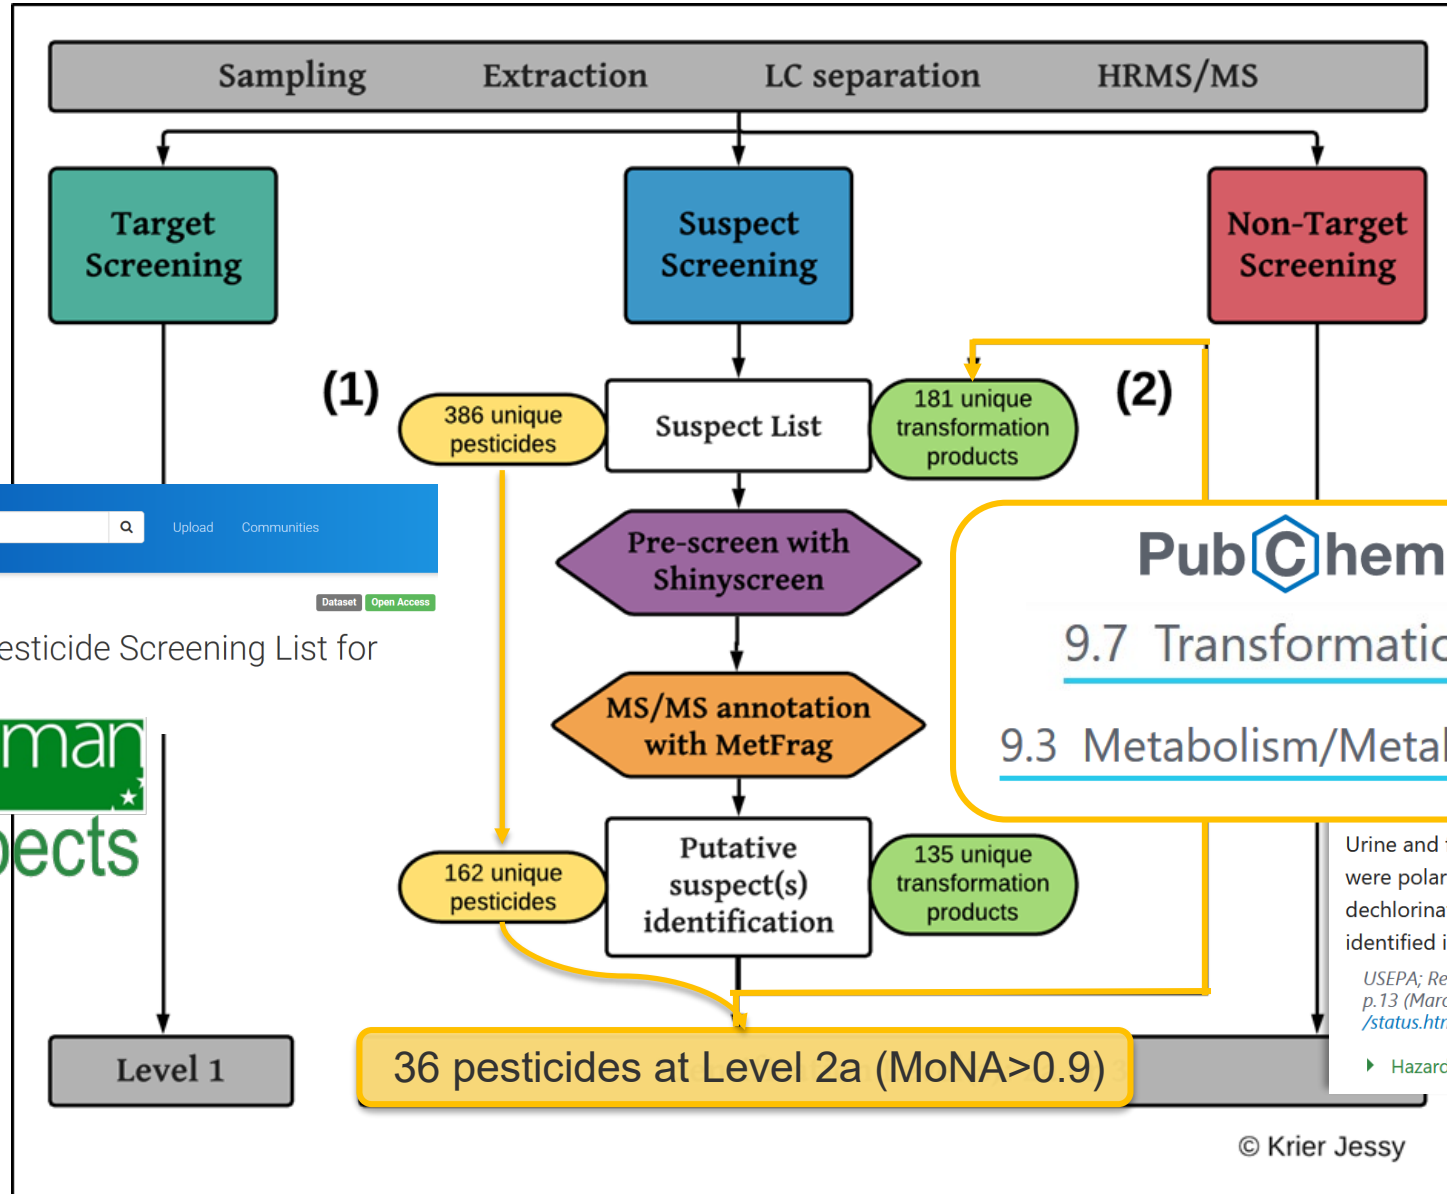 Sampling Extraction LC separation HRMS/MS
Target
Screening
Suspect
Screening
Non-Target
Screening
(1)
386 unique
pesticides
Suspect List
181 unique
transformation
products
(2)
Upload Communities
Dataset Open Access
esticide Screening List for
man
pects
Pre-screen with
Shinyscreen
MS/MS annotation
with MetFrag
PubChem
9.7 Transformatio
9.3 Metabolism/Metal
162 unique
pesticides
Putative
suspect(s)
identification
135 unique
transformation
products
Urine and
were polar
dechlorina
identified i
USEPA; Re
p.13 (Marc
/status.htm
Hazard
Level 1
36 pesticides at Level 2a (MoNA>0.9)
© Krier Jessy